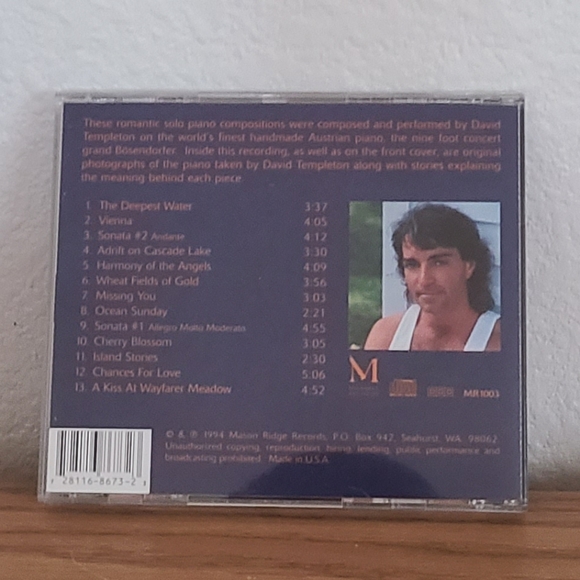 These romantic solo piano compositions were composed and performed by David
Templeton on the world's finest handmade Austrian piano, the nine foot concert
grand Bosendorfer. Inside this recording, as well as on the front cover, are original
photographs of the piano taken by David Templeton along with stories explaining
the meaning behind each piece.
1. The Deepest Water 3:37
2. Vienna 4:05
3. Sonata #2 Andante 4:12
4. Adrift on Cascade Lake 3:30
5. Harmony of the Angels 4:09
6. Wheat Fields of Gold 3:56
7. Missing You 3:03
8. Ocean Sunday 2:21
9. Sonata #1 Allegro Molto Moderato 4:55
10. Cherry Blossom 3:05
11. Island Stories 2:30
12. Chances For Love 5:06
13. A Kiss At Wayfarer Meadow 4:52
M
MR1003
© & ℗ 1994 Mason Ridge Records, P.O. Box 942, Seahurst, WA. 98062.
Unauthorized copying, reproduction, hiring, lending, public performance and
broadcasting prohibited. Made in U.S.A.
28116-8673-2